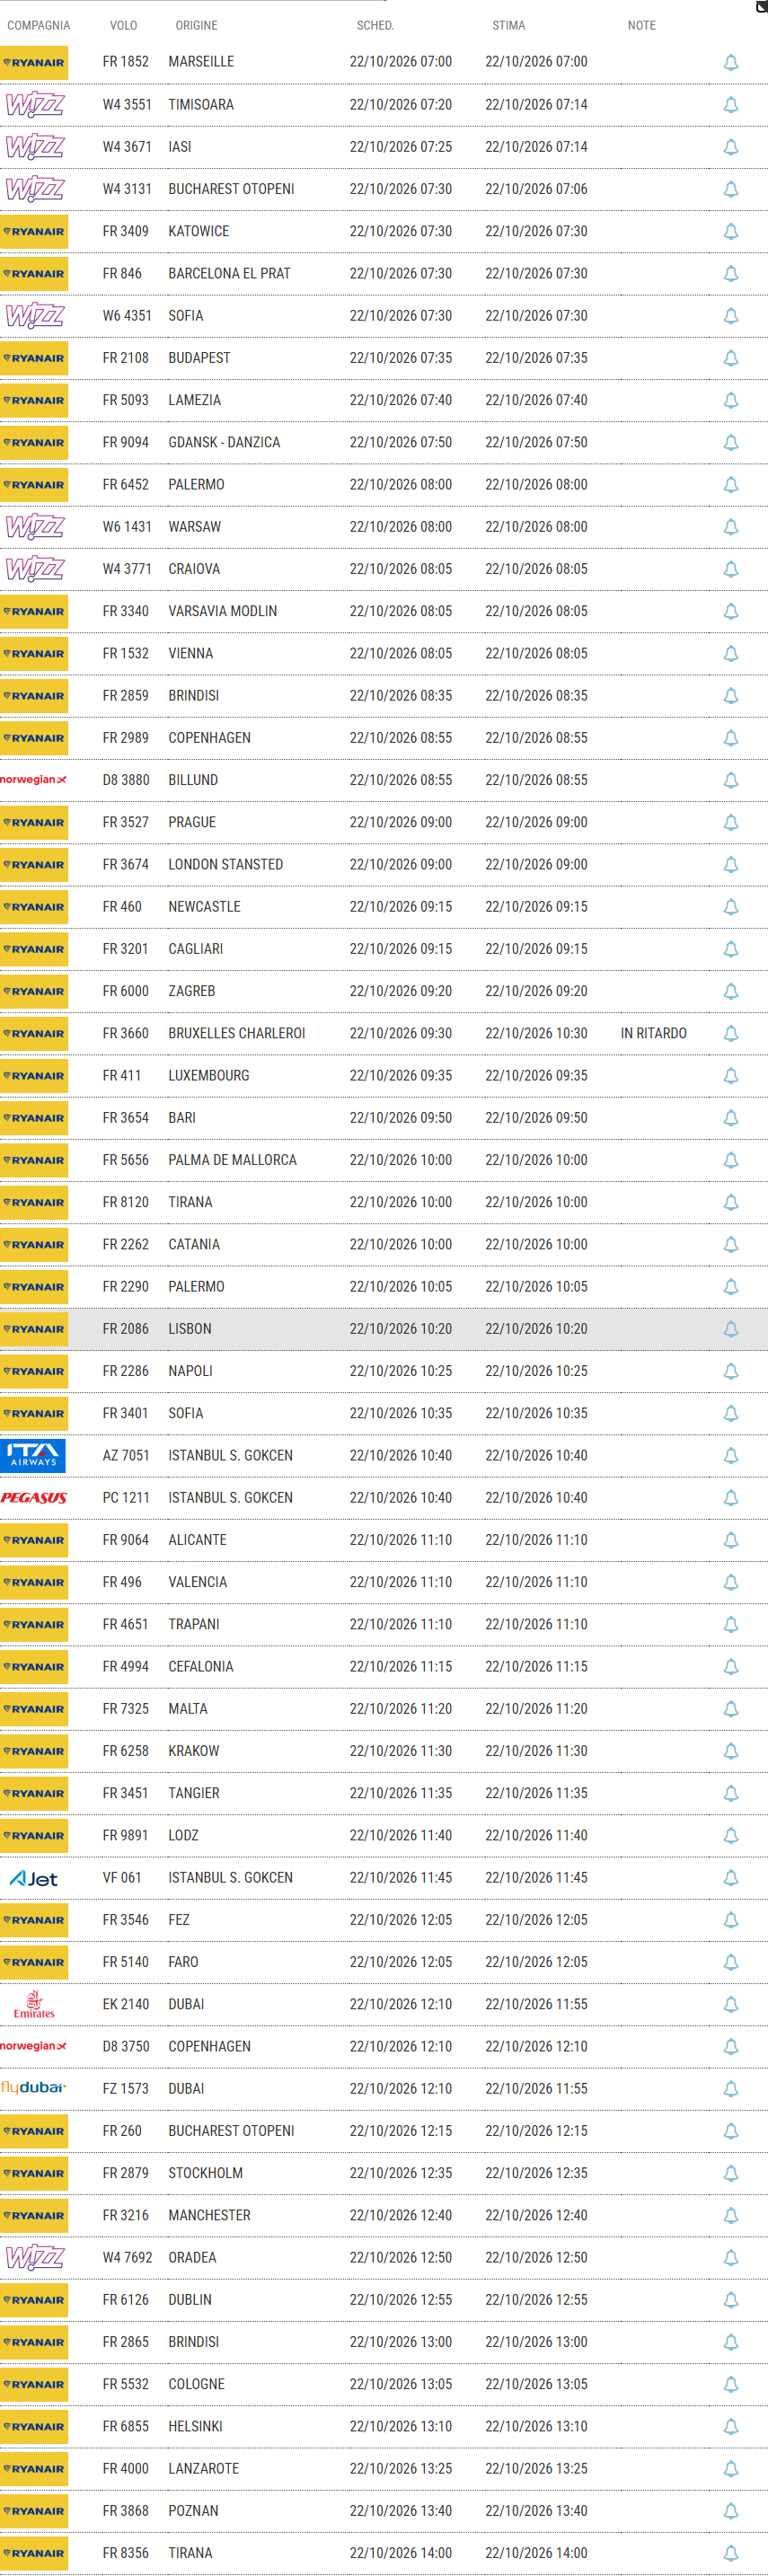 COMPAGNIA VOLO ORIGINE SCHED. STIMA NOTE
RYANAIR FR 1852 MARSEILLE 22/10/2026 07:00 22/10/2026 07:00
Wizz W4 3551 TIMISOARA 22/10/2026 07:20 22/10/2026 07:14
Wizz W4 3671 IASI 22/10/2026 07:25 22/10/2026 07:14
Wizz W4 3131 BUCHAREST OTOPENI 22/10/2026 07:30 22/10/2026 07:06
RYANAIR FR 3409 KATOWICE 22/10/2026 07:30 22/10/2026 07:30
RYANAIR FR 846 BARCELONA EL PRAT 22/10/2026 07:30 22/10/2026 07:30
Wizz W6 4351 SOFIA 22/10/2026 07:30 22/10/2026 07:30
RYANAIR FR 2108 BUDAPEST 22/10/2026 07:35 22/10/2026 07:35
RYANAIR FR 5093 LAMEZIA 22/10/2026 07:40 22/10/2026 07:40
RYANAIR FR 9094 GDANSK - DANZICA 22/10/2026 07:50 22/10/2026 07:50
RYANAIR FR 6452 PALERMO 22/10/2026 08:00 22/10/2026 08:00
Wizz W6 1431 WARSAW 22/10/2026 08:00 22/10/2026 08:00
Wizz W4 3771 CRAIOVA 22/10/2026 08:05 22/10/2026 08:05
RYANAIR FR 3340 VARSAVIA MODLIN 22/10/2026 08:05 22/10/2026 08:05
RYANAIR FR 1532 VIENNA 22/10/2026 08:05 22/10/2026 08:05
RYANAIR FR 2859 BRINDISI 22/10/2026 08:35 22/10/2026 08:35
RYANAIR FR 2989 COPENHAGEN 22/10/2026 08:55 22/10/2026 08:55
norwegian D8 3880 BILLUND 22/10/2026 08:55 22/10/2026 08:55
RYANAIR FR 3527 PRAGUE 22/10/2026 09:00 22/10/2026 09:00
RYANAIR FR 3674 LONDON STANSTED 22/10/2026 09:00 22/10/2026 09:00
RYANAIR FR 460 NEWCASTLE 22/10/2026 09:15 22/10/2026 09:15
RYANAIR FR 3201 CAGLIARI 22/10/2026 09:15 22/10/2026 09:15
RYANAIR FR 6000 ZAGREB 22/10/2026 09:20 22/10/2026 09:20
RYANAIR FR 3660 BRUXELLES CHARLEROI 22/10/2026 09:30 22/10/2026 10:30 IN RITARDO
RYANAIR FR 411 LUXEMBOURG 22/10/2026 09:35 22/10/2026 09:35
RYANAIR FR 3654 BARI 22/10/2026 09:50 22/10/2026 09:50
RYANAIR FR 5656 PALMA DE MALLORCA 22/10/2026 10:00 22/10/2026 10:00
RYANAIR FR 8120 TIRANA 22/10/2026 10:00 22/10/2026 10:00
RYANAIR FR 2262 CATANIA 22/10/2026 10:00 22/10/2026 10:00
RYANAIR FR 2290 PALERMO 22/10/2026 10:05 22/10/2026 10:05
RYANAIR FR 2086 LISBON 22/10/2026 10:20 22/10/2026 10:20
RYANAIR FR 2286 NAPOLI 22/10/2026 10:25 22/10/2026 10:25
RYANAIR FR 3401 SOFIA 22/10/2026 10:35 22/10/2026 10:35
ITA AIRWAYS AZ 7051 ISTANBUL S. GOKCEN 22/10/2026 10:40 22/10/2026 10:40
PEGASUS PC 1211 ISTANBUL S. GOKCEN 22/10/2026 10:40 22/10/2026 10:40
RYANAIR FR 9064 ALICANTE 22/10/2026 11:10 22/10/2026 11:10
RYANAIR FR 496 VALENCIA 22/10/2026 11:10 22/10/2026 11:10
RYANAIR FR 4651 TRAPANI 22/10/2026 11:10 22/10/2026 11:10
RYANAIR FR 4994 CEFALONIA 22/10/2026 11:15 22/10/2026 11:15
RYANAIR FR 7325 MALTA 22/10/2026 11:20 22/10/2026 11:20
RYANAIR FR 6258 KRAKOW 22/10/2026 11:30 22/10/2026 11:30
RYANAIR FR 3451 TANGIER 22/10/2026 11:35 22/10/2026 11:35
RYANAIR FR 9891 LODZ 22/10/2026 11:40 22/10/2026 11:40
AJet VF 061 ISTANBUL S. GOKCEN 22/10/2026 11:45 22/10/2026 11:45
RYANAIR FR 3546 FEZ 22/10/2026 12:05 22/10/2026 12:05
RYANAIR FR 5140 FARO 22/10/2026 12:05 22/10/2026 12:05
Emirates EK 2140 DUBAI 22/10/2026 12:10 22/10/2026 11:55
norwegian D8 3750 COPENHAGEN 22/10/2026 12:10 22/10/2026 12:10
flydubai FZ 1573 DUBAI 22/10/2026 12:10 22/10/2026 11:55
RYANAIR FR 260 BUCHAREST OTOPENI 22/10/2026 12:15 22/10/2026 12:15
RYANAIR FR 2879 STOCKHOLM 22/10/2026 12:35 22/10/2026 12:35
RYANAIR FR 3216 MANCHESTER 22/10/2026 12:40 22/10/2026 12:40
Wizz W4 7692 ORADEA 22/10/2026 12:50 22/10/2026 12:50
RYANAIR FR 6126 DUBLIN 22/10/2026 12:55 22/10/2026 12:55
RYANAIR FR 2865 BRINDISI 22/10/2026 13:00 22/10/2026 13:00
RYANAIR FR 5532 COLOGNE 22/10/2026 13:05 22/10/2026 13:05
RYANAIR FR 6855 HELSINKI 22/10/2026 13:10 22/10/2026 13:10
RYANAIR FR 4000 LANZAROTE 22/10/2026 13:25 22/10/2026 13:25
RYANAIR FR 3868 POZNAN 22/10/2026 13:40 22/10/2026 13:40
RYANAIR FR 8356 TIRANA 22/10/2026 14:00 22/10/2026 14:00